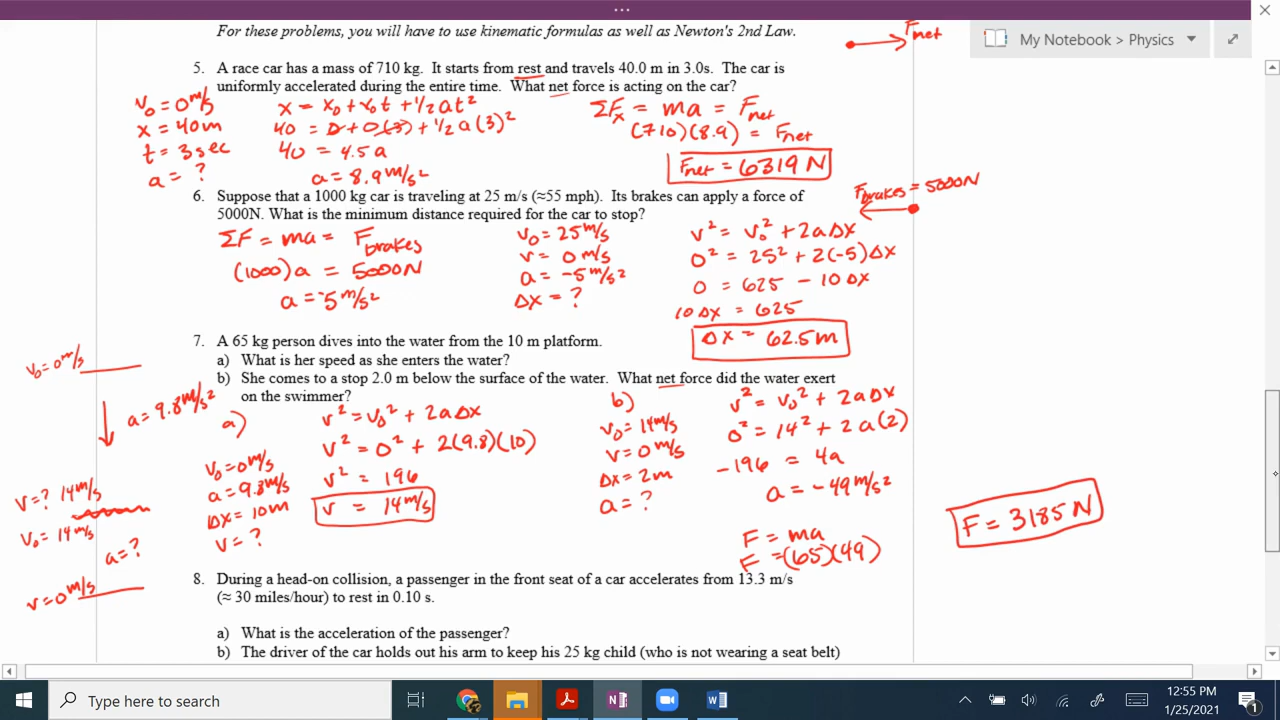 For these problems, you will have to use kinematic formulas as well as Newton's 2nd Law.
Fnet
My Notebook > Physics
5. A race car has a mass of 710 kg. It starts from rest and travels 40.0 m in 3.0s. The car is
uniformly accelerated during the entire time. What net force is acting on the car?
v₀ = 0 m/s
x = 40m
t = 3 sec
a = ?
x = x₀ + v₀t + 1/2 at²
40 = 0 + 0(3) + 1/2 a(3)²
40 = 4.5a
a = 8.9 m/s²
ΣFx = ma = Fnet
(710)(8.9) = Fnet
Fnet = 6319 N
6 Suppose that a 1000 kg car is traveling at 25 m/s (≈55 mph). Its brakes can apply a force of
5000N. What is the minimum distance required for the car to stop?
Fbrakes = 5000N
ΣF = ma = Fbrakes
(1000)a = 5000N
a = -5 m/s²
v₀ = 25 m/s
v = 0 m/s
a = -5 m/s²
Δx = ?
v² = v₀² + 2aΔx
0² = 25² + 2(-5)Δx
0 = 625 - 10Δx
10Δx = 625
Δx = 62.5m
7. A 65 kg person dives into the water from the 10 m platform.
a) What is her speed as she enters the water?
b) She comes to a stop 2.0 m below the surface of the water. What net force did the water exert
on the swimmer?
v₀ = 0 m/s
a = 9.8 m/s²
v = ? 14 m/s
v₀ = 14 m/s
a = ?
v = 0 m/s
a)
v₀ = 0 m/s
a = 9.8 m/s²
Δx = 10m
v = ?
v² = v₀² + 2aΔx
v² = 0² + 2(9.8)(10)
v² = 196
v = 14 m/s
b)
v₀ = 14 m/s
v = 0 m/s
Δx = 2m
a = ?
v² = v₀² + 2aΔx
0² = 14² + 2a(2)
-196 = 4a
a = -49 m/s²
F = ma
F = (65)(49)
F = 3185 N
8. During a head-on collision, a passenger in the front seat of a car accelerates from 13.3 m/s
(≈ 30 miles/hour) to rest in 0.10 s.
a) What is the acceleration of the passenger?
b) The driver of the car holds out his arm to keep his 25 kg child (who is not wearing a seat belt)
Type here to search
12:55 PM
1/25/2021
1